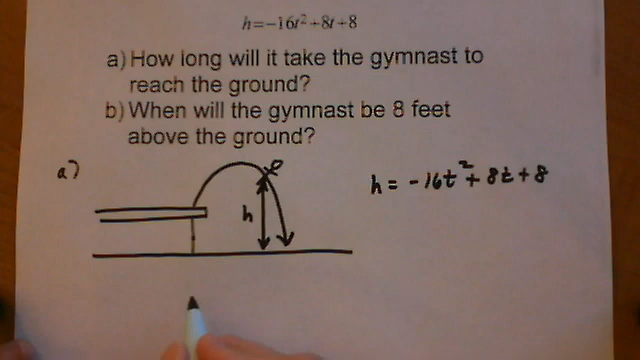 h=-16t²+8t+8
a) How long will it take the gymnast to
reach the ground?
b) When will the gymnast be 8 feet
above the ground?
a)
h = -16t² + 8t + 8
h